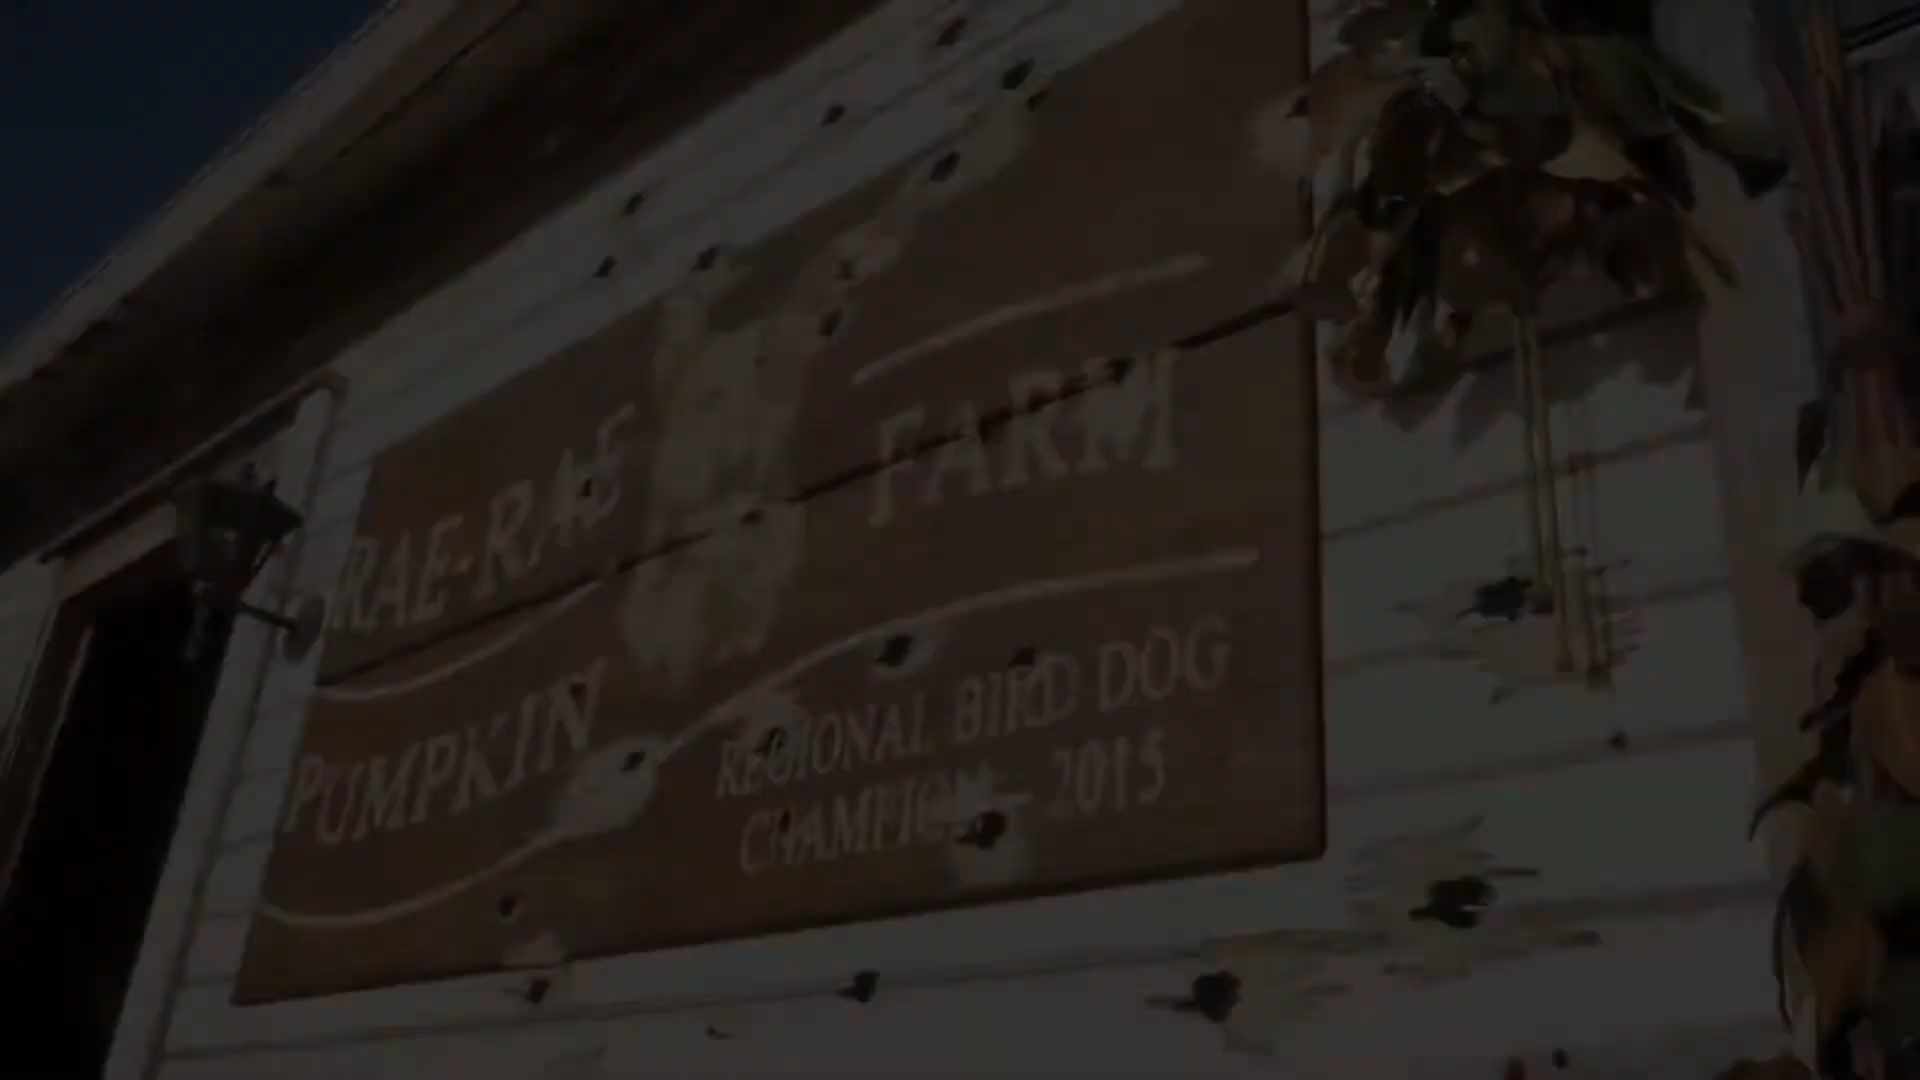 RAE-RAE
PUMPKIN
FARM
REGIONAL BIRD DOG
CHAMPION - 2015